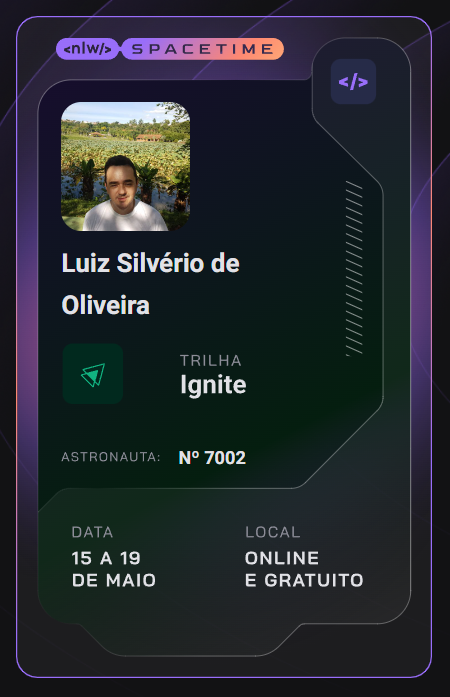 <nlw/> SPACETIME
</>
Luiz Silvério de
Oliveira
TRILHA
Ignite
ASTRONAUTA: Nº 7002
DATA
15 A 19
DE MAIO
LOCAL
ONLINE
E GRATUITO